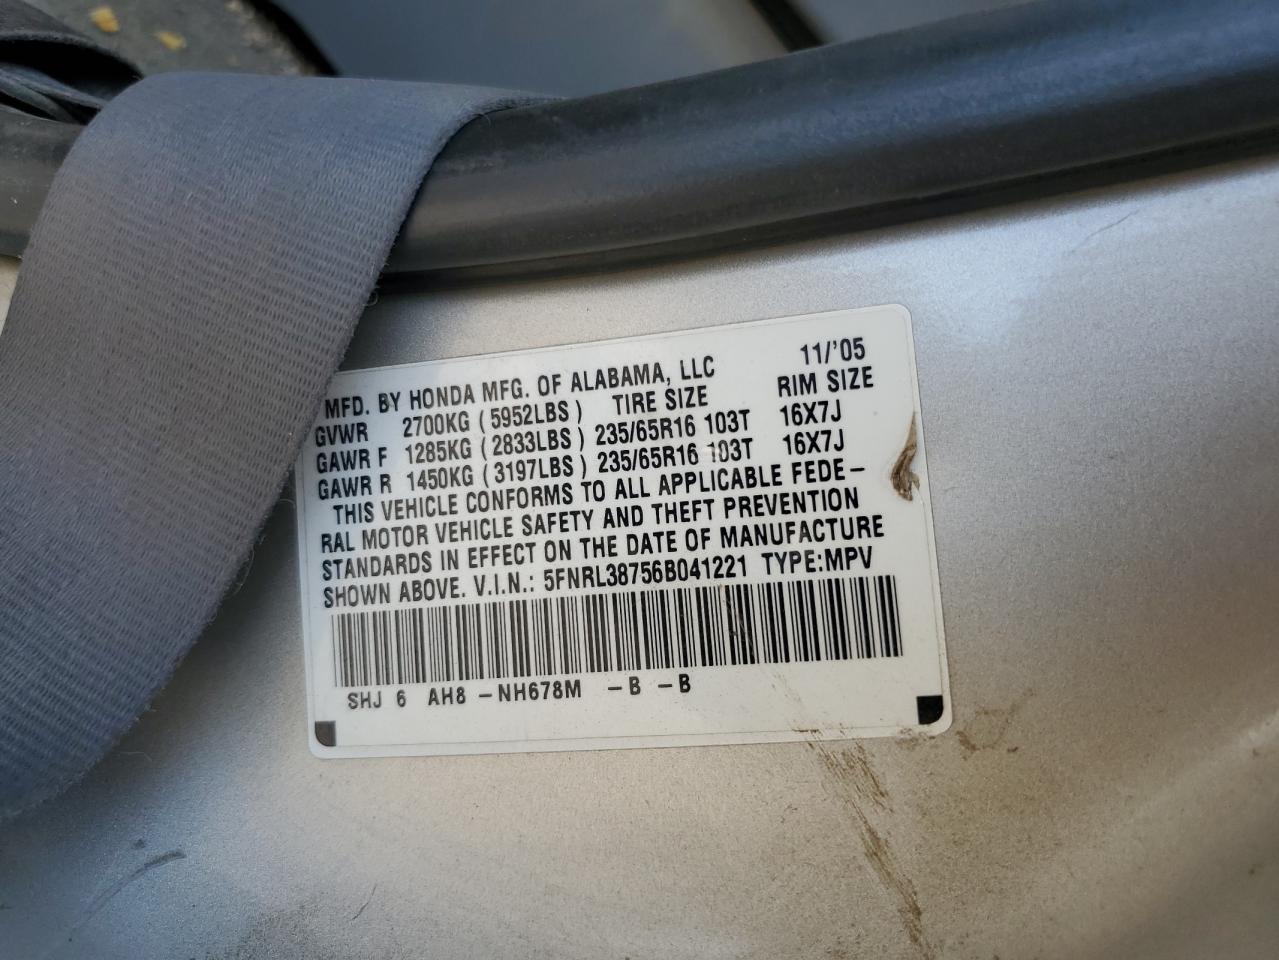 MFD. BY HONDA MFG. OF ALABAMA, LLC 11/'05
GVWR 2700KG (5952LBS) TIRE SIZE RIM SIZE
GAWR F 1285KG (2833LBS) 235/65R16 103T 16X7J
GAWR R 1450KG (3197LBS) 235/65R16 103T 16X7J
THIS VEHICLE CONFORMS TO ALL APPLICABLE FEDE-
RAL MOTOR VEHICLE SAFETY AND THEFT PREVENTION
STANDARDS IN EFFECT ON THE DATE OF MANUFACTURE
SHOWN ABOVE. V.I.N.: 5FNRL38756B041221 TYPE:MPV
SHJ 6 AH8 -NH678M -B -B